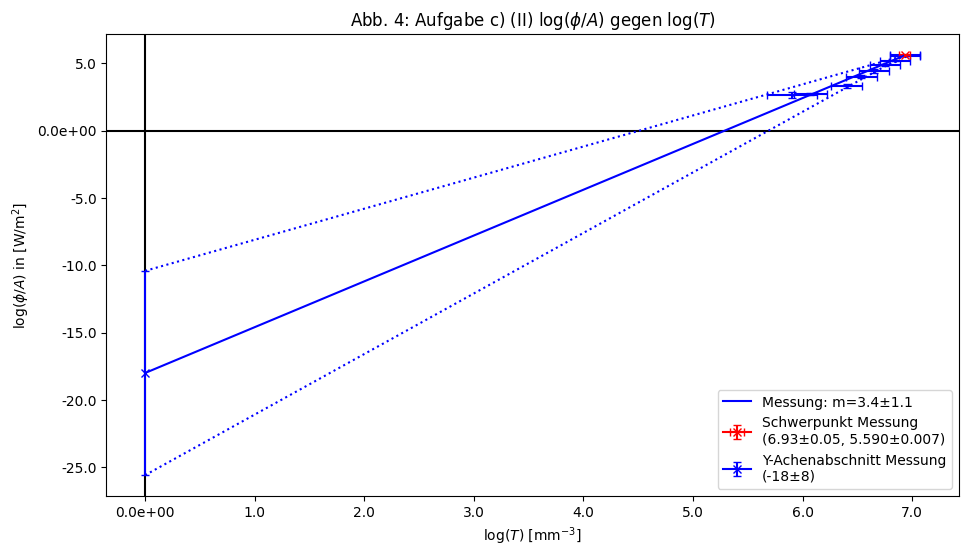 Abb. 4: Aufgabe c) (II) log(ϕ/A) gegen log(T)
log(ϕ/A) in [W/m²]
5.0
0.0e+00
-5.0
-10.0
-15.0
-20.0
-25.0
0.0e+00 1.0 2.0 3.0 4.0 5.0 6.0 7.0
log(T) [mm⁻³]
Messung: m=3.4±1.1
Schwerpunkt Messung
(6.93±0.05, 5.590±0.007)
Y-Achenabschnitt Messung
(-18±8)